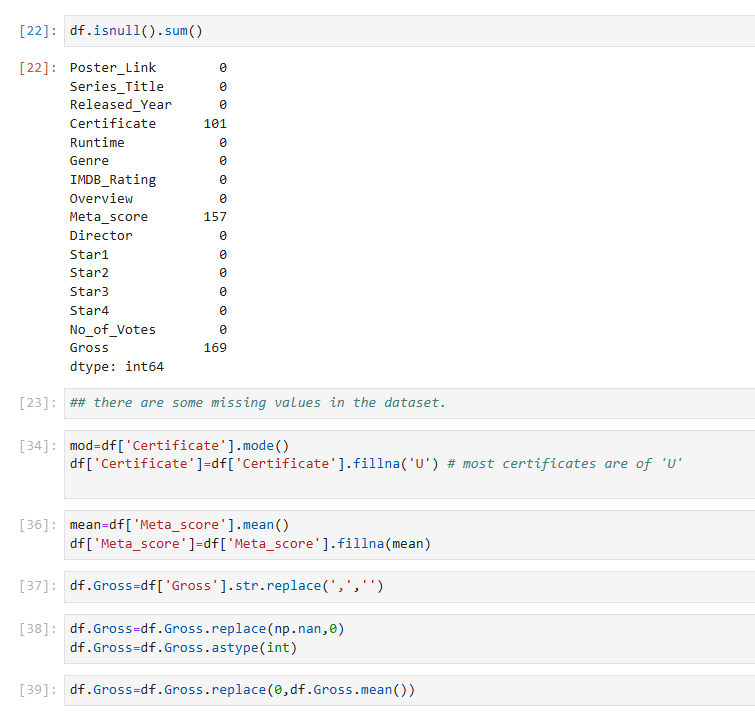 [22]: df.isnull().sum()
[22]: Poster_Link 0
Series_Title 0
Released_Year 0
Certificate 101
Runtime 0
Genre 0
IMDB_Rating 0
Overview 0
Meta_score 157
Director 0
Star1 0
Star2 0
Star3 0
Star4 0
No_of_Votes 0
Gross 169
dtype: int64
[23]: ## there are some missing values in the dataset.
[34]: mod=df['Certificate'].mode()
df['Certificate']=df['Certificate'].fillna('U') # most certificates are of 'U'
[36]: mean=df['Meta_score'].mean()
df['Meta_score']=df['Meta_score'].fillna(mean)
[37]: df.Gross=df['Gross'].str.replace(',','')
[38]: df.Gross=df.Gross.replace(np.nan,0)
df.Gross=df.Gross.astype(int)
[39]: df.Gross=df.Gross.replace(0,df.Gross.mean())